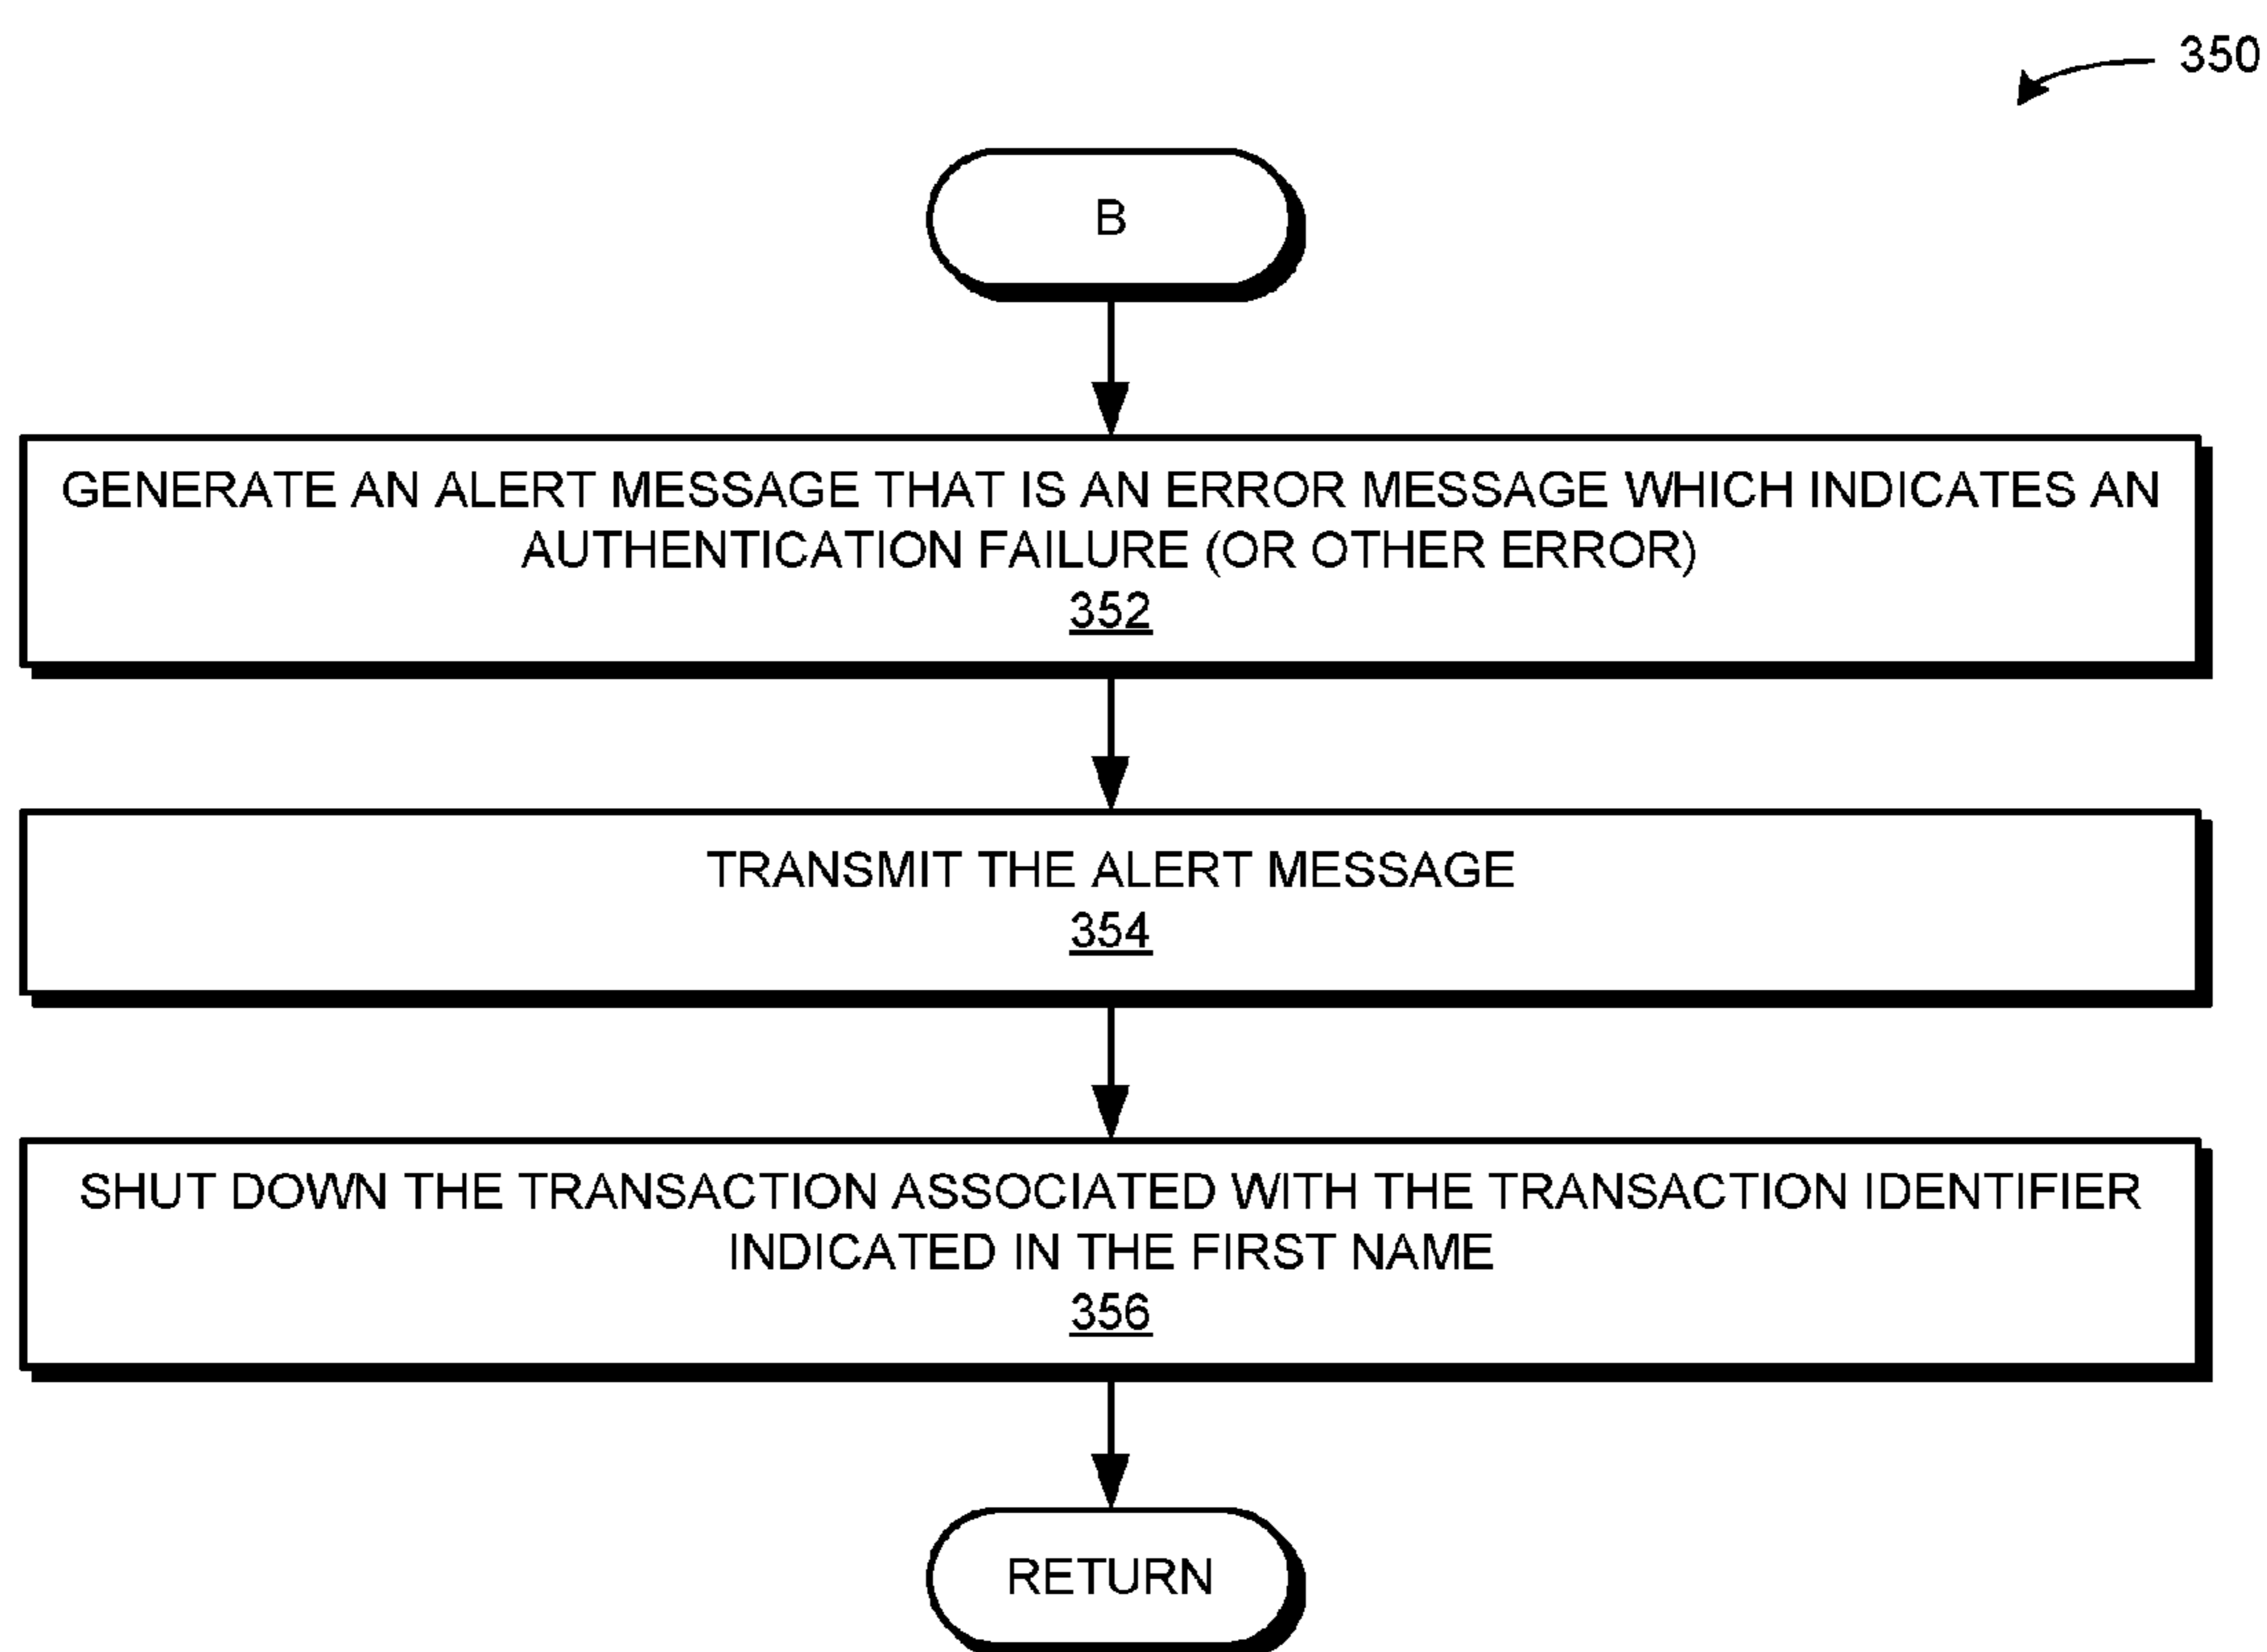 350
B
GENERATE AN ALERT MESSAGE THAT IS AN ERROR MESSAGE WHICH INDICATES AN
AUTHENTICATION FAILURE (OR OTHER ERROR)
352
TRANSMIT THE ALERT MESSAGE
354
SHUT DOWN THE TRANSACTION ASSOCIATED WITH THE TRANSACTION IDENTIFIER
INDICATED IN THE FIRST NAME
356
RETURN